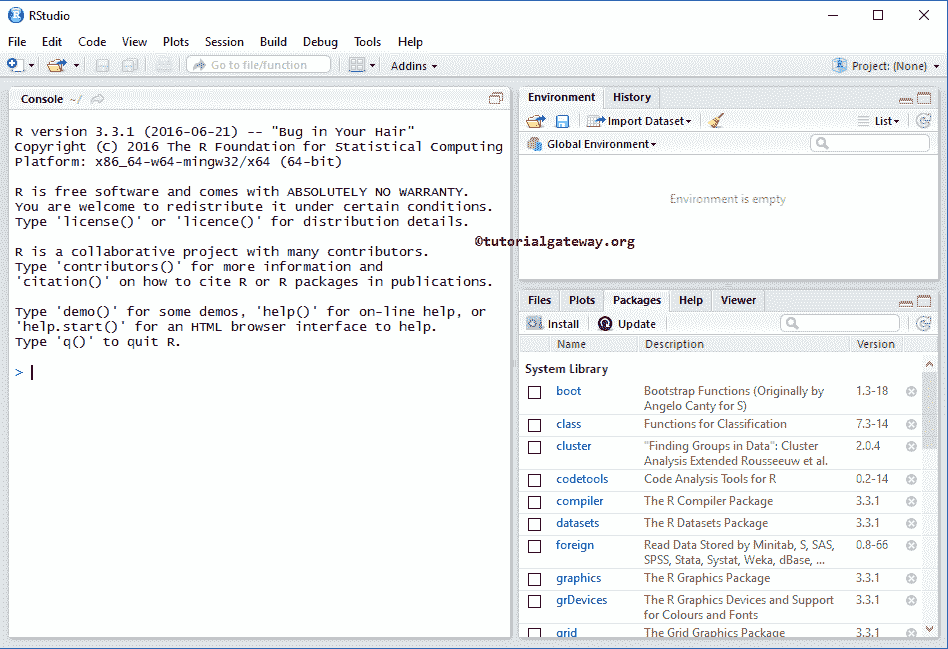 RStudio
File Edit Code View Plots Session Build Debug Tools Help
Go to file/function Addins Project: (None)
Console ~/
R version 3.3.1 (2016-06-21) -- "Bug in Your Hair"
Copyright (C) 2016 The R Foundation for Statistical Computing
Platform: x86_64-w64-mingw32/x64 (64-bit)
R is free software and comes with ABSOLUTELY NO WARRANTY.
You are welcome to redistribute it under certain conditions.
Type 'license()' or 'licence()' for distribution details.
R is a collaborative project with many contributors.
Type 'contributors()' for more information and
'citation()' on how to cite R or R packages in publications.
Type 'demo()' for some demos, 'help()' for on-line help, or
'help.start()' for an HTML browser interface to help.
Type 'q()' to quit R.
>
Environment History
Import Dataset List
Global Environment
Environment is empty
©tutorialgateway.org
Files Plots Packages Help Viewer
Install Update
Name Description Version
System Library
boot Bootstrap Functions (Originally by 1.3-18
Angelo Canty for S)
class Functions for Classification 7.3-14
cluster "Finding Groups in Data": Cluster 2.0.4
Analysis Extended Rousseeuw et al.
codetools Code Analysis Tools for R 0.2-14
compiler The R Compiler Package 3.3.1
datasets The R Datasets Package 3.3.1
foreign Read Data Stored by Minitab, S, SAS, 0.8-66
SPSS, Stata, Systat, Weka, dBase, ...
graphics The R Graphics Package 3.3.1
grDevices The R Graphics Devices and Support 3.3.1
for Colours and Fonts
grid The Grid Graphics Package 3.3.1